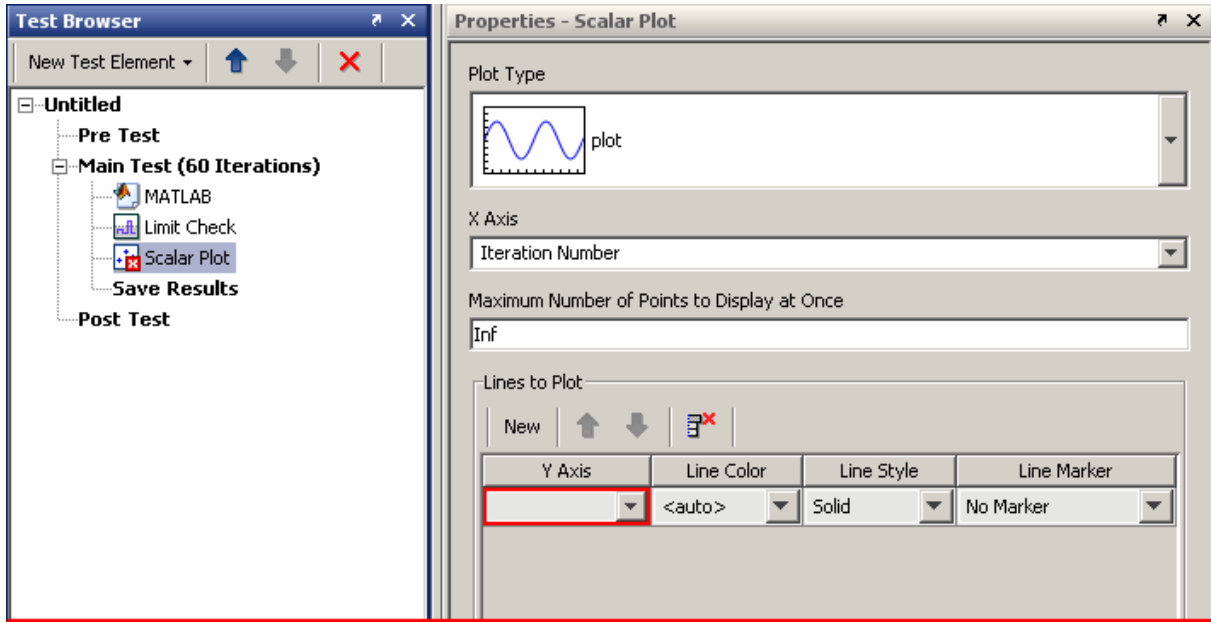 Test Browser
New Test Element
Untitled
Pre Test
Main Test (60 Iterations)
MATLAB
Limit Check
Scalar Plot
Save Results
Post Test
Properties - Scalar Plot
Plot Type
plot
X Axis
Iteration Number
Maximum Number of Points to Display at Once
Inf
Lines to Plot
New
Y Axis Line Color Line Style Line Marker
<auto> Solid No Marker